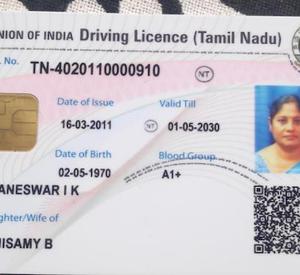 NION OF INDIA Driving Licence (Tamil Nadu)
. No. TN-4020110000910 NT
Date of Issue Valid Till
16-03-2011 NT 01-05-2030
Date of Birth Blood Group
02-05-1970 A1+
ANESWAR I K
ghter/Wife of
NISAMY B